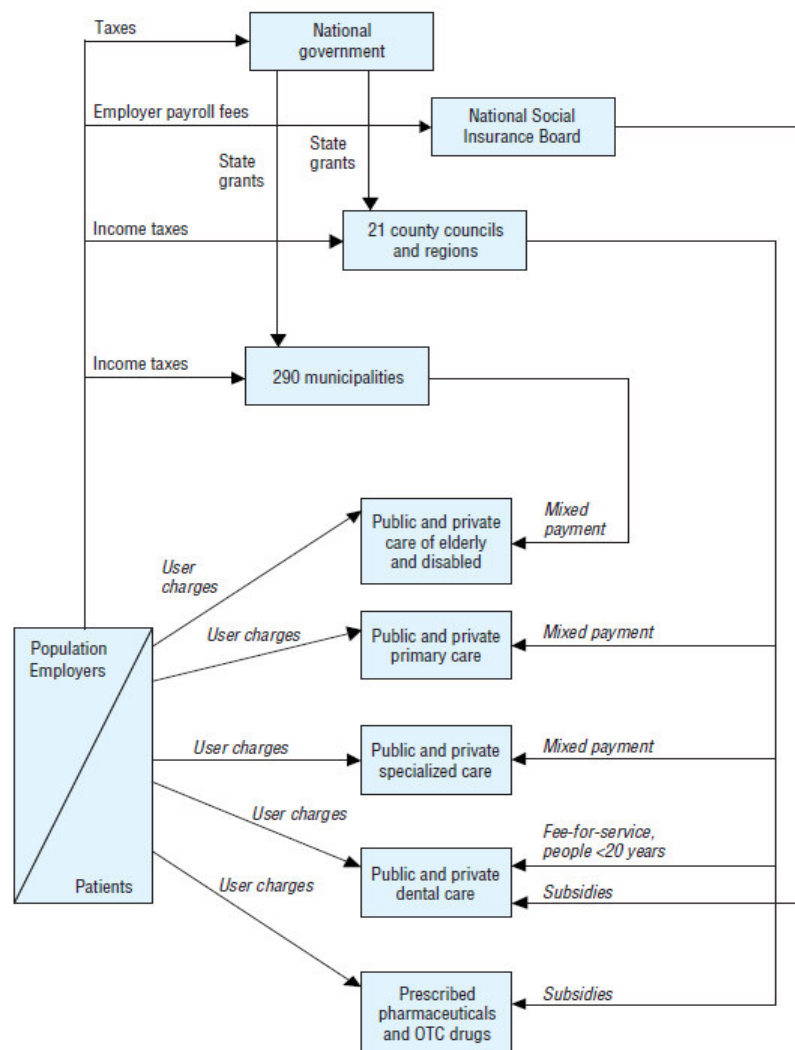 Taxes
National
government
Employer payroll fees
National Social
Insurance Board
State
grants
State
grants
Income taxes
21 county councils
and regions
Income taxes
290 municipalities
Public and private
care of elderly
and disabled
Mixed
payment
User
charges
Population
Employers
Patients
User charges
Public and private
primary care
Mixed payment
User charges
Public and private
specialized care
Mixed payment
User charges
Public and private
dental care
Fee-for-service,
people <20 years
Subsidies
User charges
Prescribed
pharmaceuticals
and OTC drugs
Subsidies